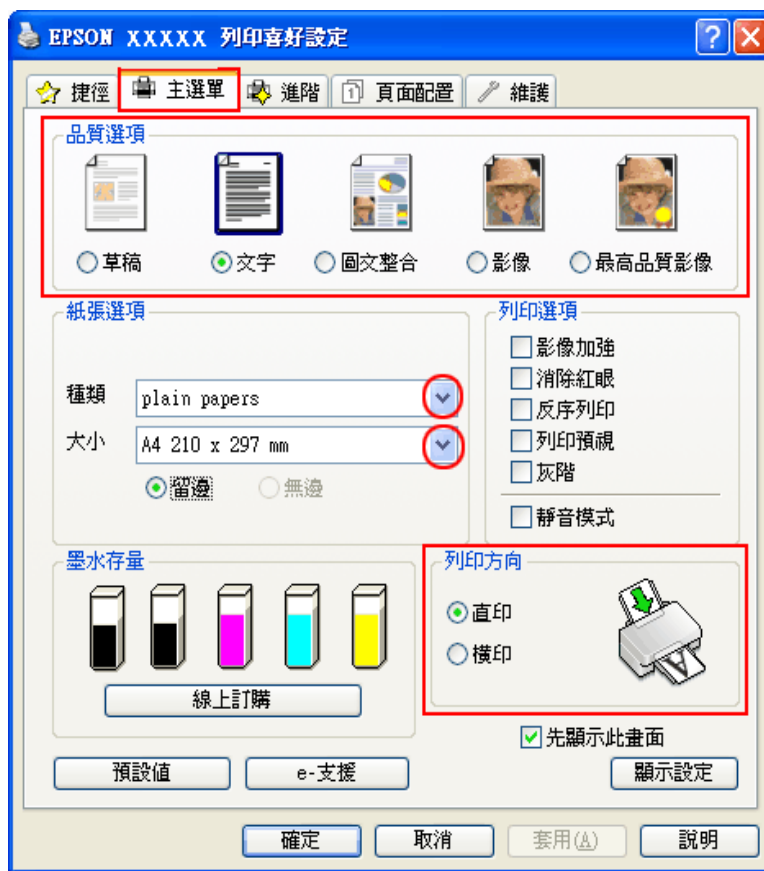 EPSON XXXXX 列印喜好設定
捷徑 主選單 進階 頁面配置 維護
品質選項
草稿 文字 圖文整合 影像 最高品質影像
紙張選項
種類 plain papers
大小 A4 210 x 297 mm
留邊 無邊
列印選項
影像加強
消除紅眼
反序列印
列印預視
灰階
靜音模式
墨水存量
線上訂購
列印方向
直印
橫印
先顯示此畫面
預設值 e-支援 顯示設定
確定 取消 套用(A) 說明